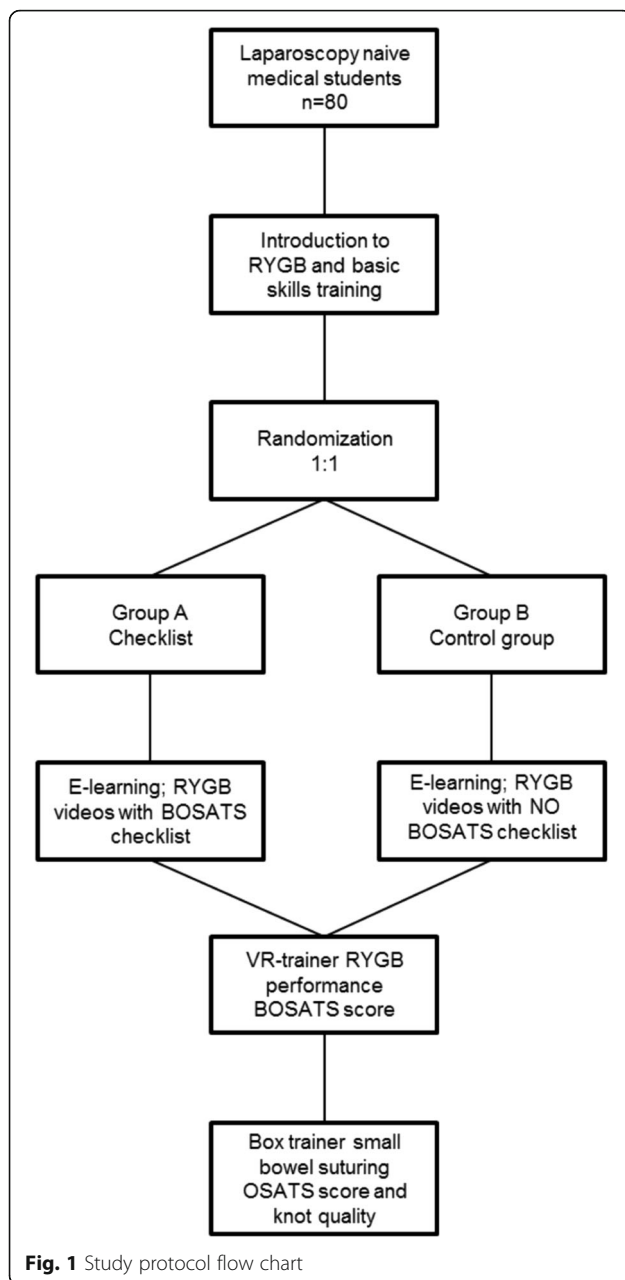 Laparoscopy naive
medical students
n=80
Introduction to
RYGB and basic
skills training
Randomization
1:1
Group A
Checklist
Group B
Control group
E-learning; RYGB
videos with BOSATS
checklist
E-learning; RYGB
videos with NO
BOSATS checklist
VR-trainer RYGB
performance
BOSATS score
Box trainer small
bowel suturing
OSATS score and
knot quality
Fig. 1 Study protocol flow chart